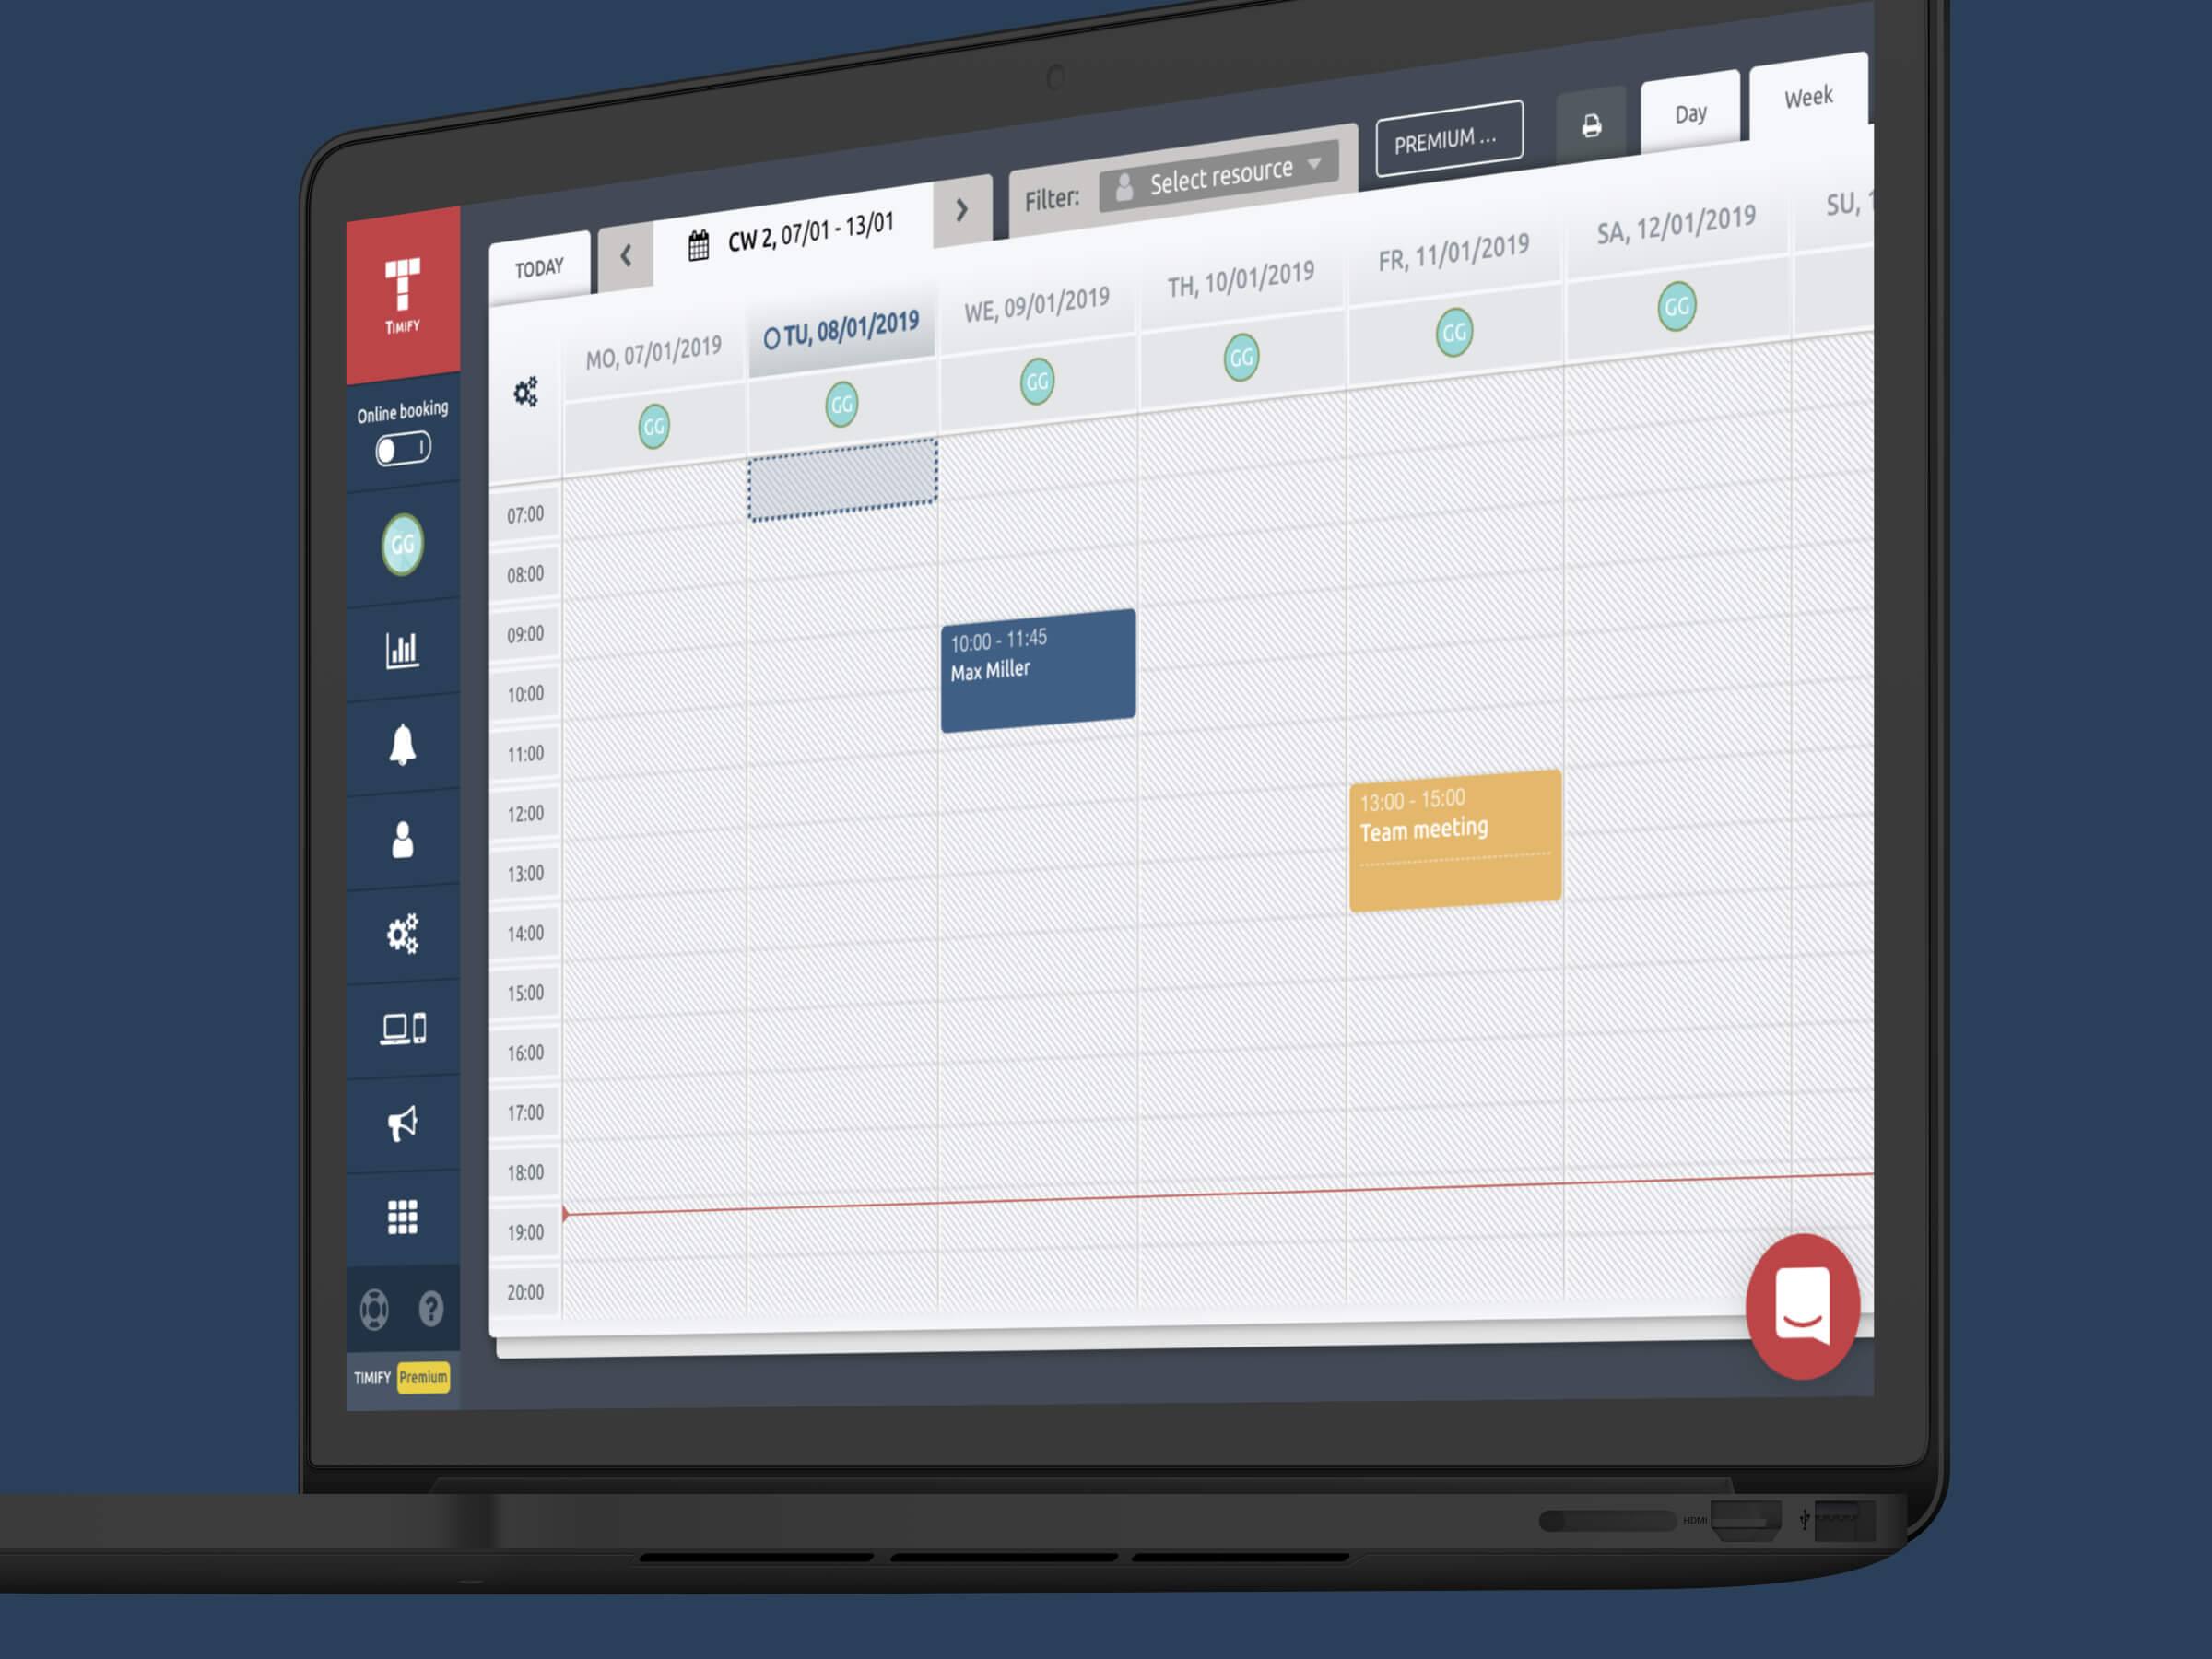 TIMIFY
Online booking
GG
TIMIFY Premium
TODAY
CW 2, 07/01 - 13/01
Filter: Select resource
PREMIUM ...
Day
Week
MO, 07/01/2019
TU, 08/01/2019
WE, 09/01/2019
TH, 10/01/2019
FR, 11/01/2019
SA, 12/01/2019
SU,
GG
GG
GG
GG
GG
GG
07:00
08:00
09:00
10:00
11:00
12:00
13:00
14:00
15:00
16:00
17:00
18:00
19:00
20:00
10:00 - 11:45
Max Miller
13:00 - 15:00
Team meeting
HDMI